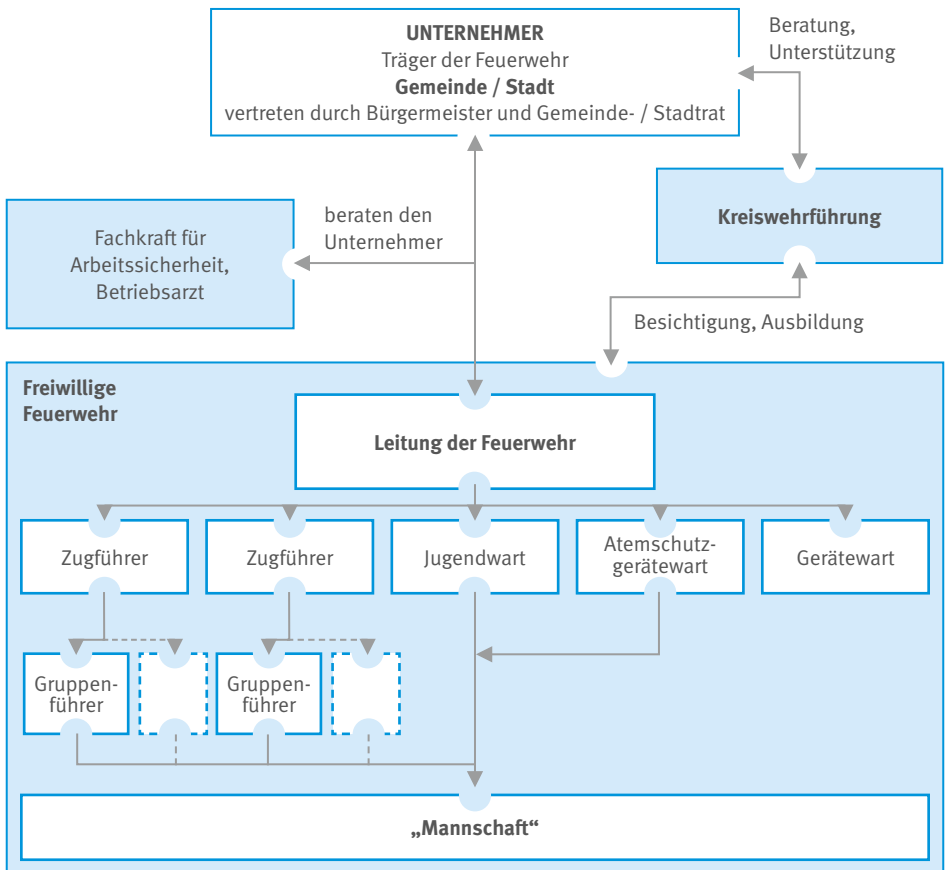 UNTERNEHMER
Träger der Feuerwehr
Gemeinde / Stadt
vertreten durch Bürgermeister und Gemeinde- / Stadtrat
Beratung,
Unterstützung
Fachkraft für
Arbeitssicherheit,
Betriebsarzt
beraten den
Unternehmer
Kreiswehrführung
Besichtigung, Ausbildung
Freiwillige
Feuerwehr
Leitung der Feuerwehr
Zugführer
Zugführer
Jugendwart
Atemschutz-
gerätewart
Gerätewart
Gruppen-
führer
Gruppen-
führer
„Mannschaft“